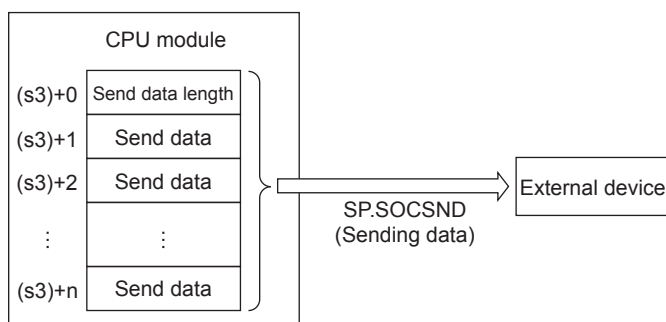 CPU module
(s3)+0 Send data length
(s3)+1 Send data
(s3)+2 Send data
⋮ ⋮
(s3)+n Send data
SP.SOCSND
(Sending data)
External device